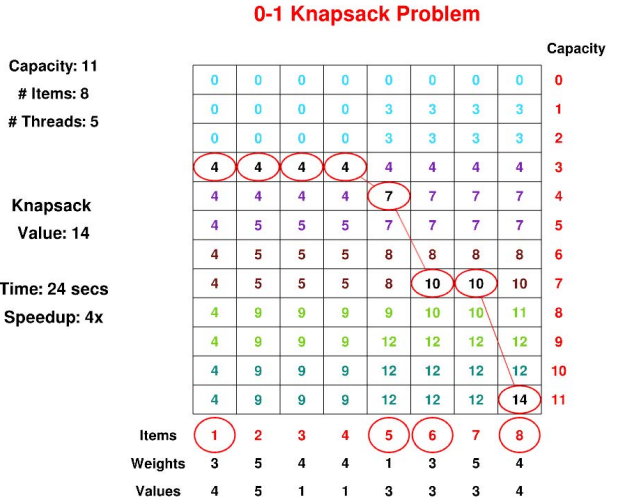 0-1 Knapsack Problem
Capacity
Capacity: 11
# Items: 8
# Threads: 5
Knapsack
Value: 14
Time: 24 secs
Speedup: 4x
0 0 0 0 0 0 0 0 0
0 0 0 0 3 3 3 3 1
0 0 0 0 3 3 3 3 2
4 4 4 4 4 4 4 4 3
4 4 4 4 7 7 7 7 4
4 5 5 5 7 7 7 7 5
4 5 5 5 8 8 8 8 6
4 5 5 5 8 10 10 10 7
4 9 9 9 9 10 10 11 8
4 9 9 9 12 12 12 12 9
4 9 9 9 12 12 12 12 10
4 9 9 9 12 12 12 14 11
Items 1 2 3 4 5 6 7 8
Weights 3 5 4 4 1 3 5 4
Values 4 5 1 1 3 3 3 4